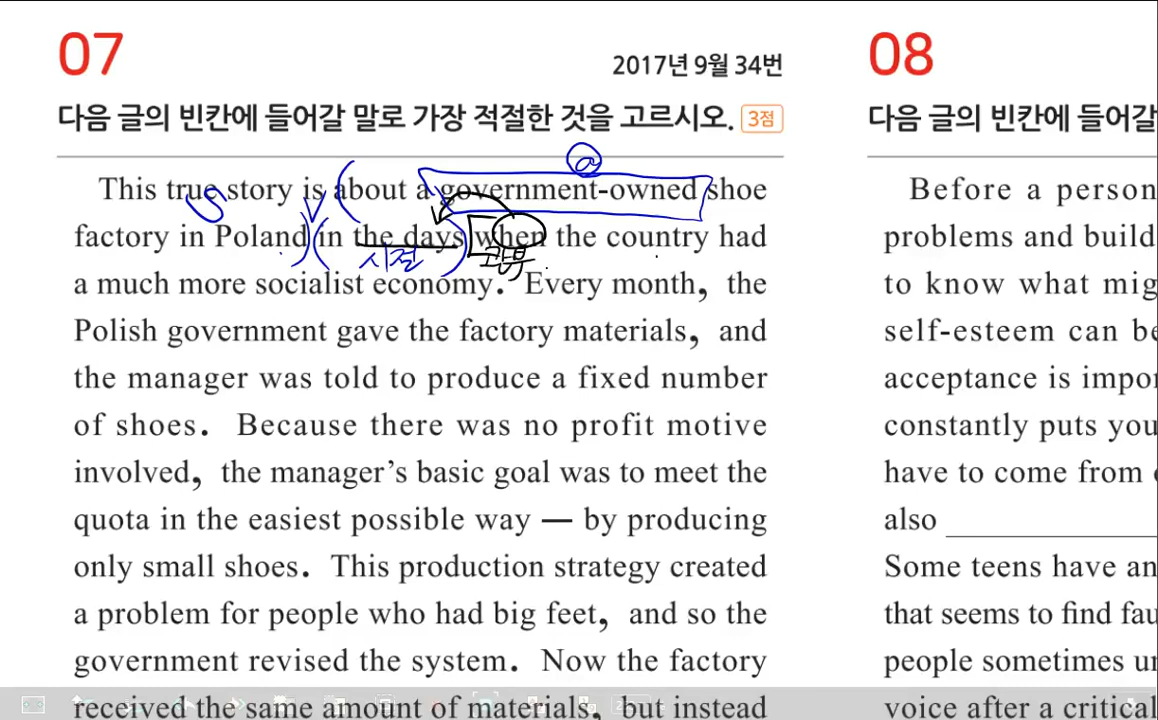 07
2017년 9월 34번
다음 글의 빈칸에 들어갈 말로 가장 적절한 것을 고르시오. 3점
ⓐ
This true story is about a government-owned shoe
S
factory in Poland in the days when the country had
시절 관부
a much more socialist economy. Every month, the
Polish government gave the factory materials, and
the manager was told to produce a fixed number
of shoes. Because there was no profit motive
involved, the manager's basic goal was to meet the
quota in the easiest possible way — by producing
only small shoes. This production strategy created
a problem for people who had big feet, and so the
government revised the system. Now the factory
received the same amount of materials, but instead
08
다음 글의 빈칸에 들어갈
Before a person
problems and build
to know what mig
self-esteem can be
acceptance is impor
constantly puts you
have to come from
also
Some teens have an
that seems to find fau
people sometimes un
voice after a critical